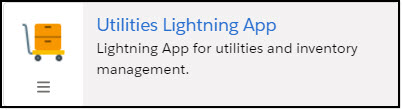 Utilities Lightning App
Lightning App for utilities and inventory
management.